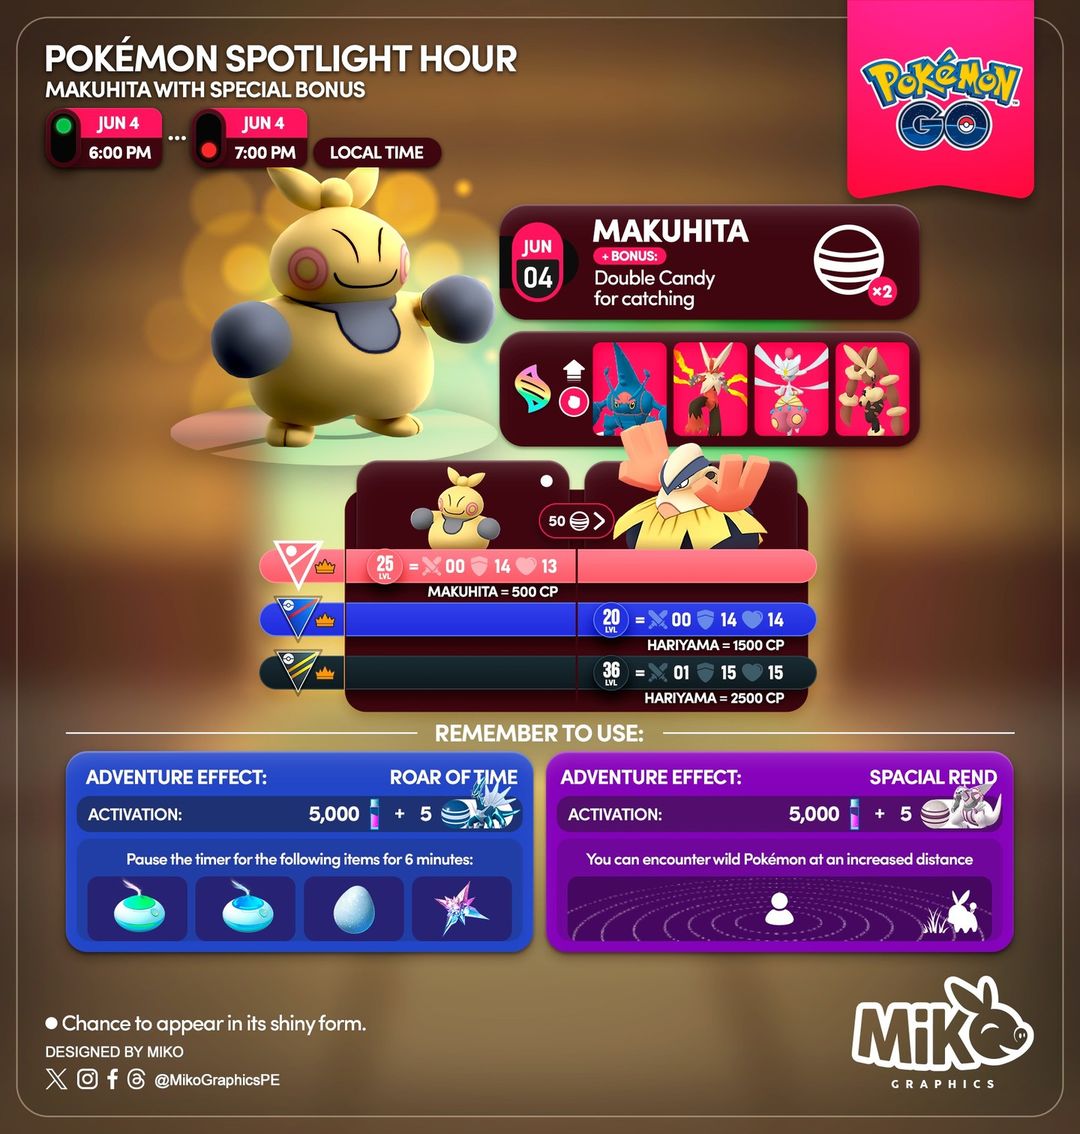 POKÉMON SPOTLIGHT HOUR
MAKUHITA WITH SPECIAL BONUS
JUN 4
6:00 PM
...
JUN 4
7:00 PM
LOCAL TIME
POKÉMON
GO
JUN
04
MAKUHITA
+ BONUS:
Double Candy
for catching
×2
50 >
25 LVL = 00 14 13
MAKUHITA = 500 CP
20 LVL = 00 14 14
HARIYAMA = 1500 CP
36 LVL = 01 15 15
HARIYAMA = 2500 CP
REMEMBER TO USE:
ADVENTURE EFFECT: ROAR OF TIME
ACTIVATION: 5,000 + 5
Pause the timer for the following items for 6 minutes:
ADVENTURE EFFECT: SPACIAL REND
ACTIVATION: 5,000 + 5
You can encounter wild Pokémon at an increased distance
Chance to appear in its shiny form.
DESIGNED BY MIKO
@MikoGraphicsPE
MiKO
GRAPHICS